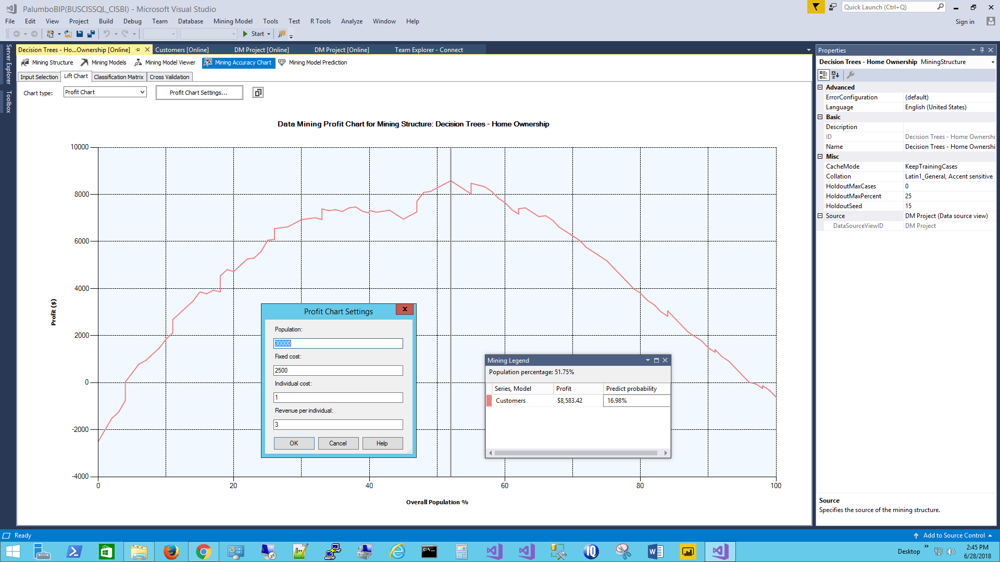 PalumboBIP(BUSCISSQL_CISBI) - Microsoft Visual Studio
Quick Launch (Ctrl+Q)
File Edit View Project Build Debug Team Database Mining Model Tools Test R Tools Analyze Window Help
Sign in
Start
Server Explorer
Toolbox
Decision Trees - Ho...Ownership [Online]
Customers [Online]
DM Project [Online]
DM Project [Online]
Team Explorer - Connect
Mining Structure
Mining Models
Mining Model Viewer
Mining Accuracy Chart
Mining Model Prediction
Input Selection
Lift Chart
Classification Matrix
Cross Validation
Chart type:
Profit Chart
Profit Chart Settings...
Data Mining Profit Chart for Mining Structure: Decision Trees - Home Ownership
Profit ($)
10000
8000
6000
4000
2000
0
-2000
-4000
0 20 40 60 80 100
Overall Population %
Profit Chart Settings
x
Population:
30000
Fixed cost:
2500
Individual cost:
1
Revenue per individual:
3
OK
Cancel
Help
Mining Legend
Population percentage: 51.75%
Series, Model Profit Predict probability
Customers $8,583.42 16.98%
Properties
Decision Trees - Home Ownership MiningStructure
Advanced
ErrorConfiguration (default)
Language English (United States)
Basic
Description
ID Decision Trees - Home Ownershi
Name Decision Trees - Home Ownershi
Misc
CacheMode KeepTrainingCases
Collation Latin1_General, Accent sensitive
HoldoutMaxCases 0
HoldoutMaxPercent 25
HoldoutSeed 15
Source DM Project (Data source view)
DataSourceViewID DM Project
Source
Specifies the source of the mining structure.
Ready
Add to Source Control
Desktop
2:45 PM
6/28/2018